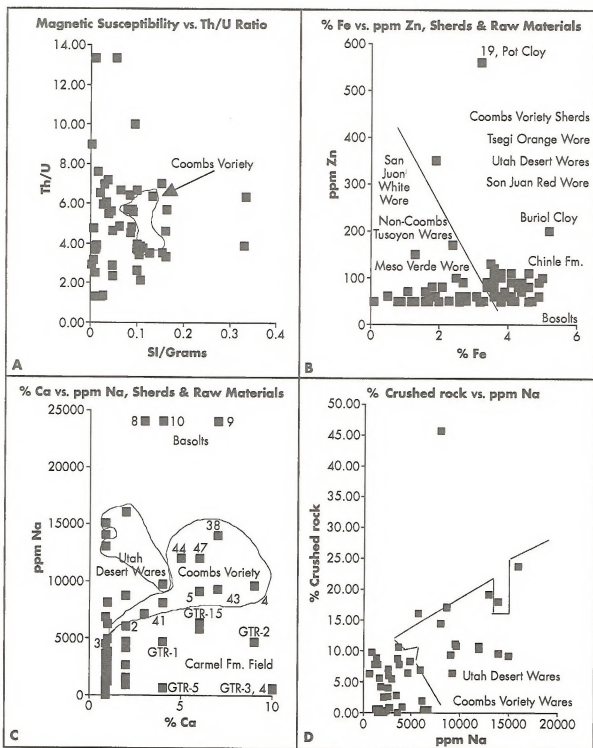 Magnetic Susceptibility vs. Th/U Ratio
14.00
12.00
10.00
8.00
6.00
4.00
2.00
0.00
Th/U
Coombs Voriety
0
0.1
0.2
0.3
0.4
SI/Grams
A
% Fe vs. ppm Zn, Sherds & Raw Materials
600
500
400
300
200
100
0
ppm Zn
19, Pot Cloy
Coombs Voriety Sherds
Tsegi Orange Wore
Utah Desert Wores
Son Juan Red Wore
San
Juon
White
Wore
Non-Coombs
Tusoyon Wares
Meso Verde Wore
Buriol Cloy
Chinle Fm.
Bosolts
0
2
4
6
% Fe
B
% Ca vs. ppm Na, Sherds & Raw Materials
25000
20000
15000
10000
5000
0
ppm Na
8
10
9
Basolts
Utah
Desert Wares
38
44
47
Coombs Voriety
5
43
4
41
GTR-15
2
39
GTR-1
GTR-2
Carmel Fm. Field
GTR-5
GTR-3, 4
0
5
10
% Ca
C
% Crushed rock vs. ppm Na
50.00
45.00
40.00
35.00
30.00
25.00
20.00
15.00
10.00
5.00
0.00
% Crushed rock
Utah Desert Wares
Coombs Voriety Wares
0
5000
10000
15000
20000
ppm Na
D